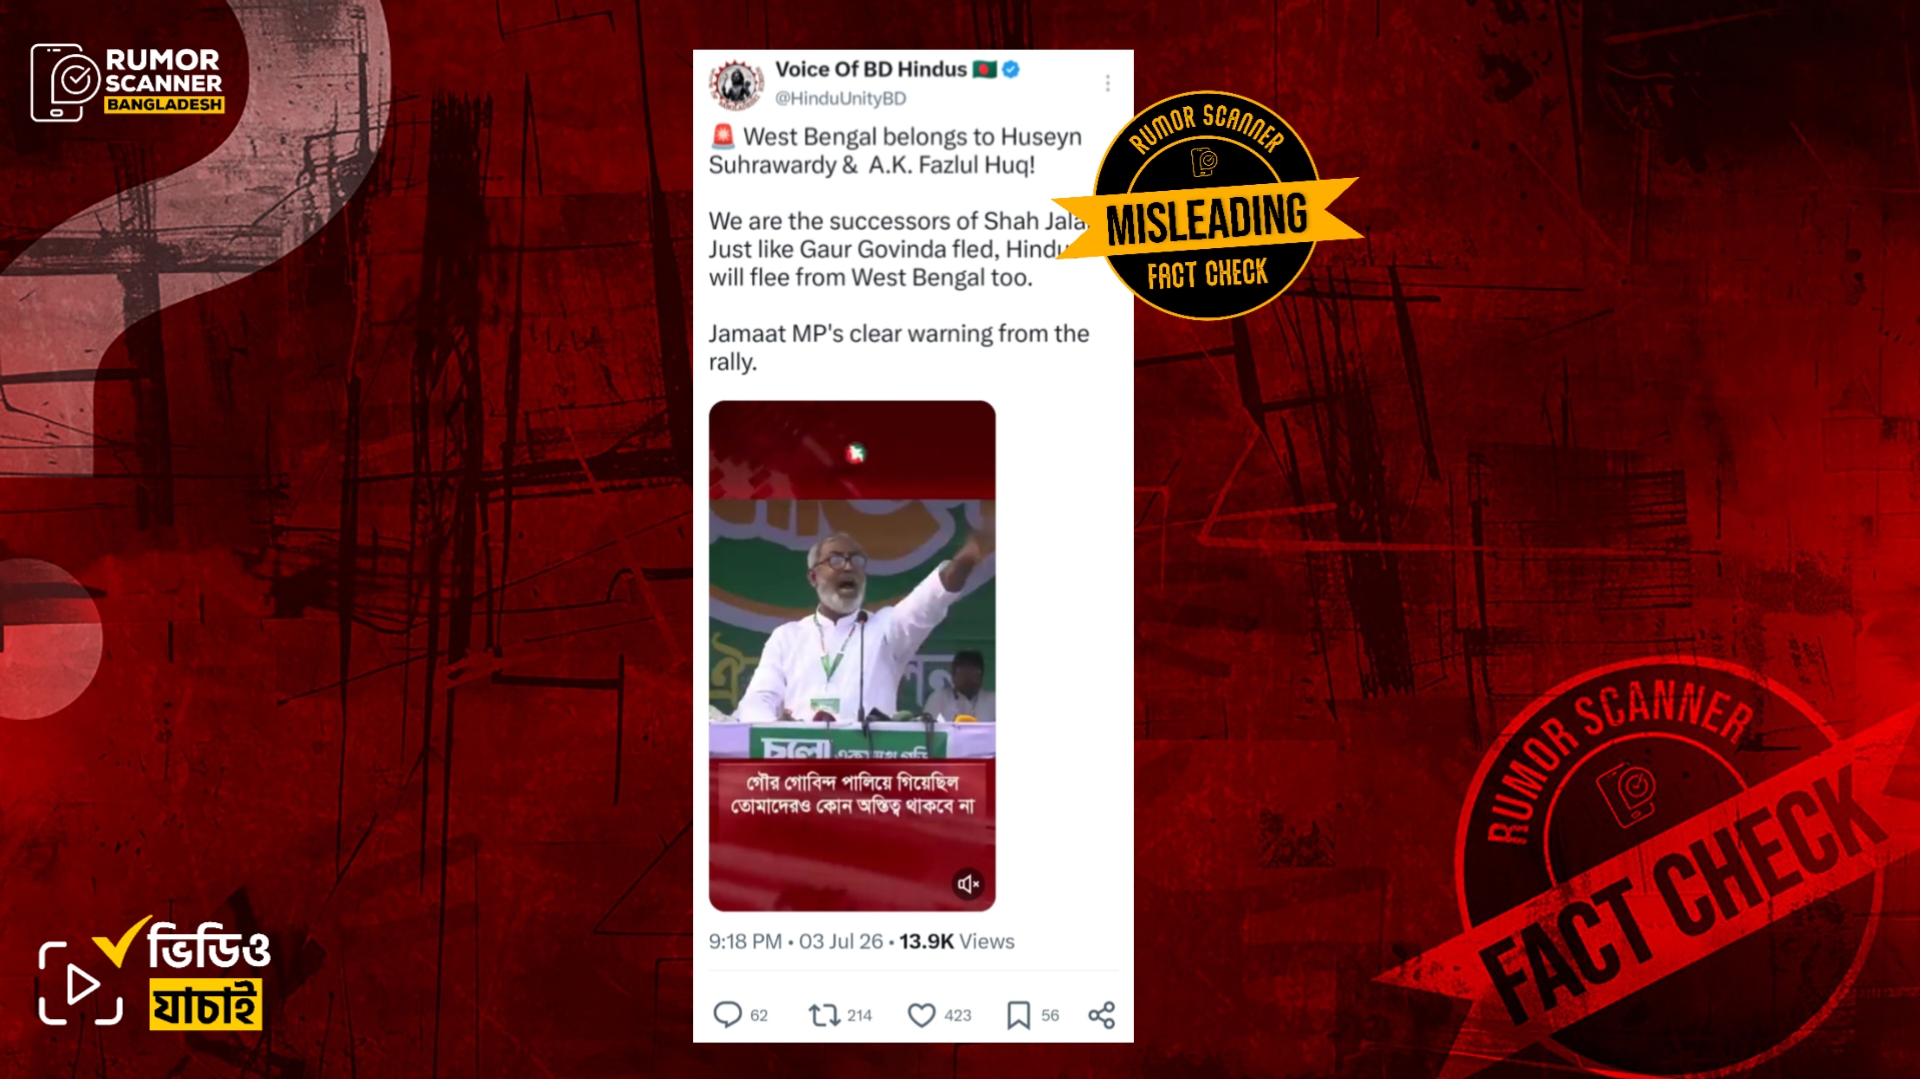 RUMOR
SCANNER
BANGLADESH
Voice Of BD Hindus
@HinduUnityBD
West Bengal belongs to Huseyn
Suhrawardy & A.K. Fazlul Huq!
We are the successors of Shah
Just like Gaur Govinda fled,
will flee from West Bengal too.
Jamaat MP's clear warning from the
rally.
RUMOR SCANNER
MISLEADING
FACT CHECK
চলো
গৌর গোবিন্দ পালিয়ে গিয়েছিল
তোমাদেরও কোন অস্তিত্ব থাকবে না
9:18 PM • 03 Jul 26 • 13.9K Views
62 214 423 56
ভিডিও
যাচাই
RUMOR SCANNER
FACT CHECK